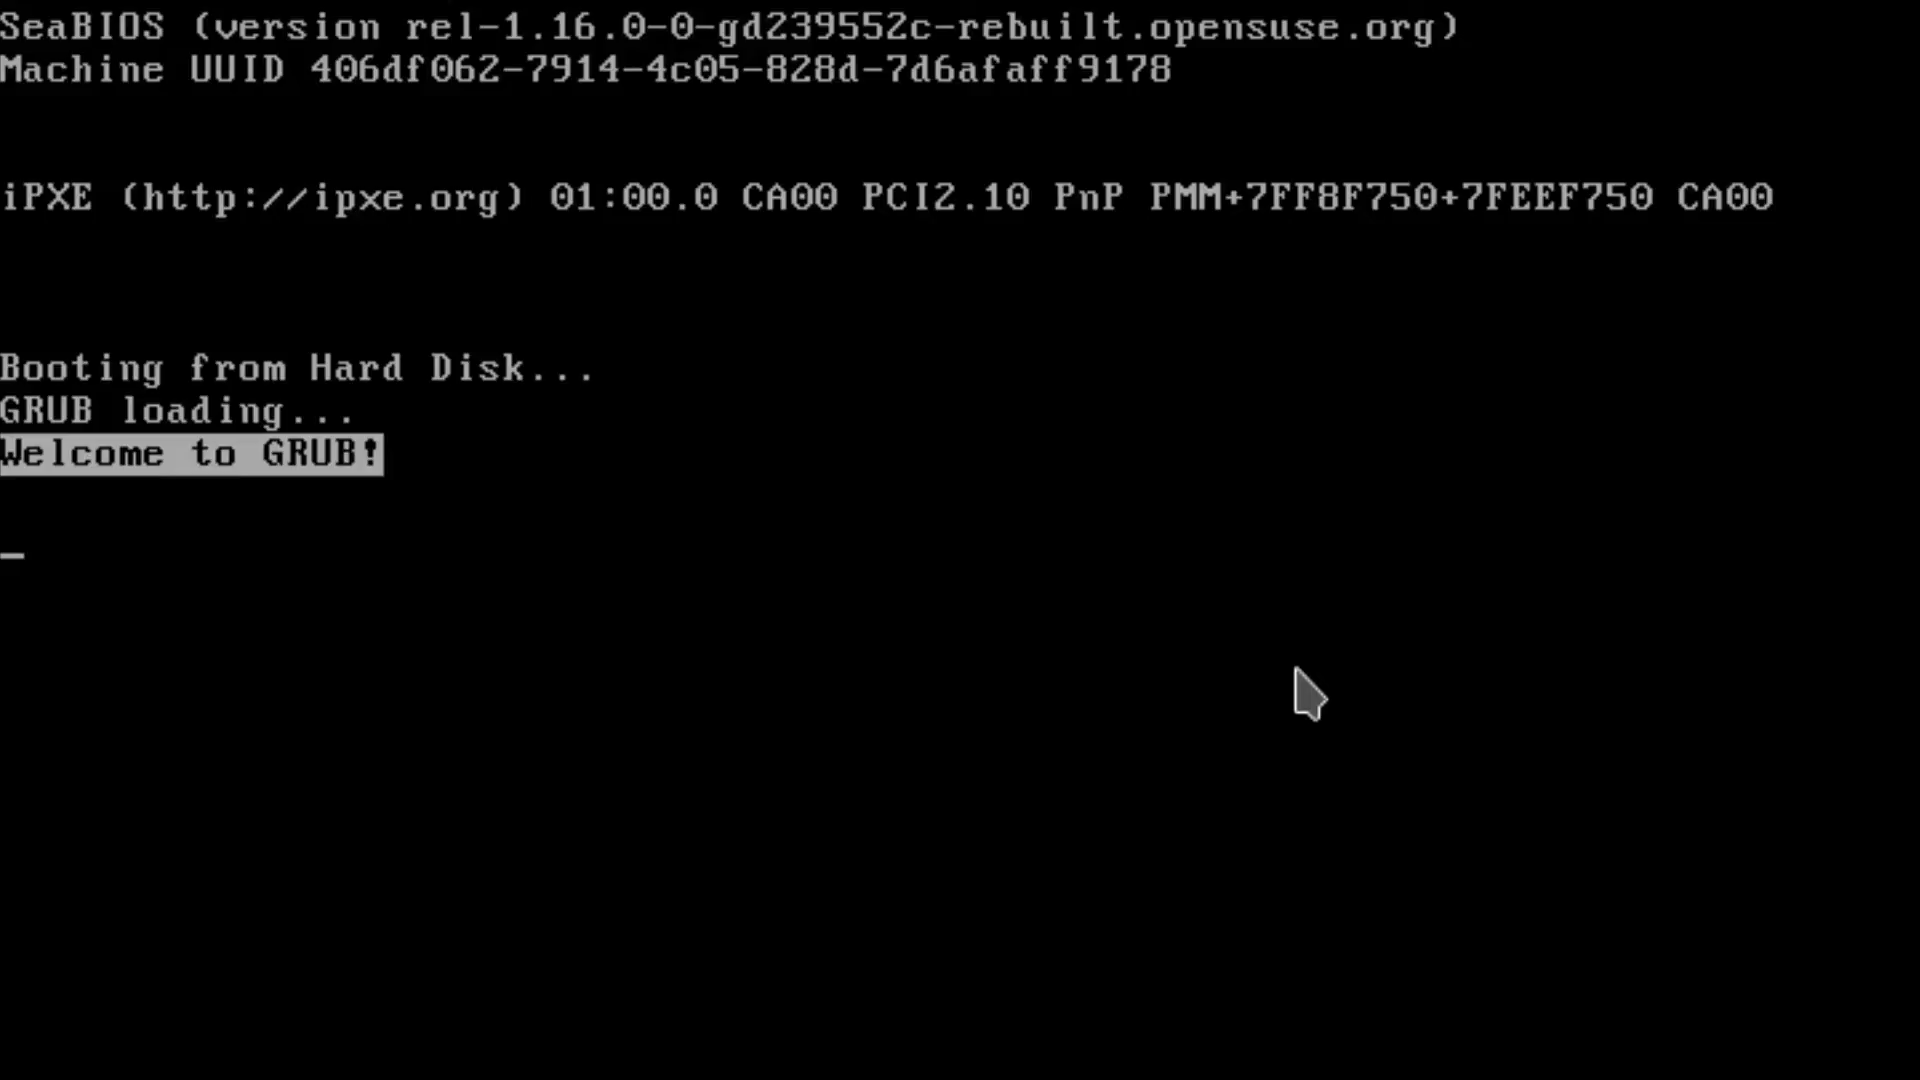 SeaBIOS (version rel-1.16.0-0-gd239552c-rebuilt.opensuse.org)
Machine UUID 406df062-7914-4c05-828d-7d6afaff9178
iPXE (http://ipxe.org) 01:00.0 CA00 PCI2.10 PnP PMM+7FF8F750+7FEEF750 CA00
Booting from Hard Disk...
GRUB loading...
Welcome to GRUB!